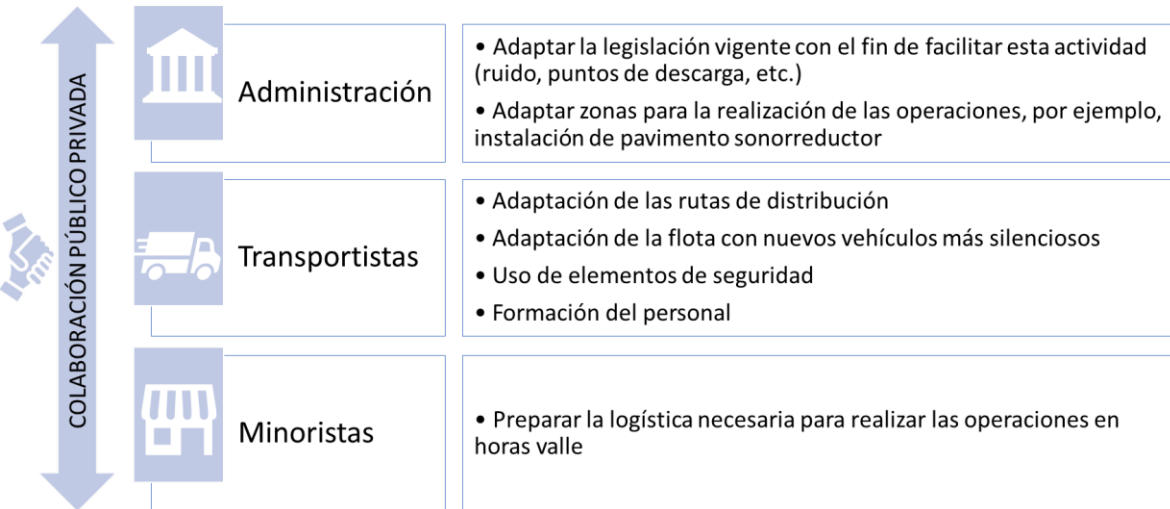 COLABORACIÓN PÚBLICO PRIVADA
Administración
• Adaptar la legislación vigente con el fin de facilitar esta actividad
(ruido, puntos de descarga, etc.)
• Adaptar zonas para la realización de las operaciones, por ejemplo,
instalación de pavimento sonorreductor
Transportistas
• Adaptación de las rutas de distribución
• Adaptación de la flota con nuevos vehículos más silenciosos
• Uso de elementos de seguridad
• Formación del personal
Minoristas
• Preparar la logística necesaria para realizar las operaciones en
horas valle